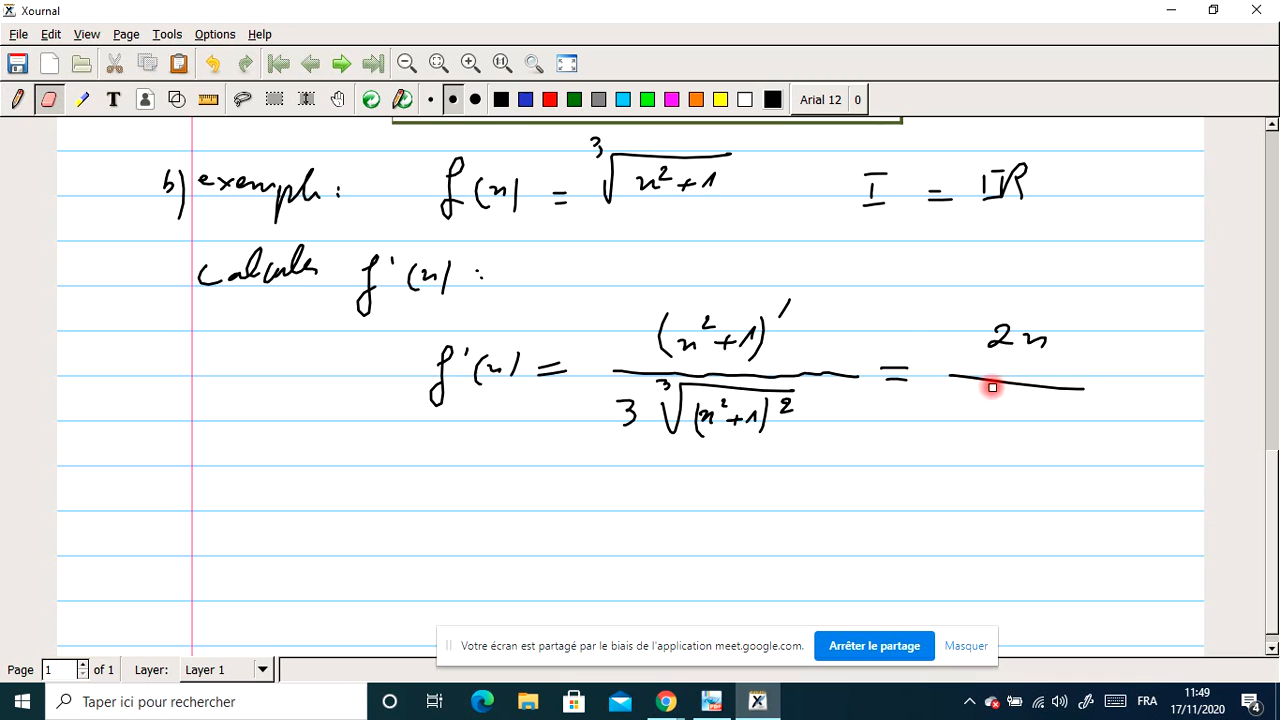 Xournal
File Edit View Page Tools Options Help
Arial 12 0
b) exemple : f(x) = ∛(x²+1) I = ℝ
calculer f'(x) :
f'(x) = (x²+1)' / 3 ∛((x²+1)²) = 2x
Votre écran est partagé par le biais de l'application meet.google.com. Arrêter le partage Masquer
Page 1 of 1 Layer: Layer 1
Taper ici pour rechercher
FRA
11:49
17/11/2020
4